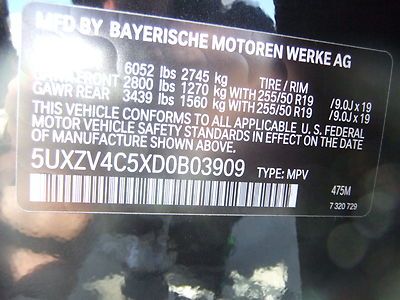 MFD BY BAYERISCHE MOTOREN WERKE AG
6052 lbs 2745 kg TIRE / RIM
FRONT 2800 lbs 1270 kg WITH 255/50 R19 /9.0J x 19
GAWR REAR 3439 lbs 1560 kg WITH 255/50 R19 /9.0J x 19
THIS VEHICLE CONFORMS TO ALL APPLICABLE U.S. FEDERAL
MOTOR VEHICLE SAFETY STANDARDS IN EFFECT ON THE DATE
OF MANUFACTURE SHOWN ABOVE.
5UXZV4C5XD0B03909 TYPE: MPV
475M
7 320 729